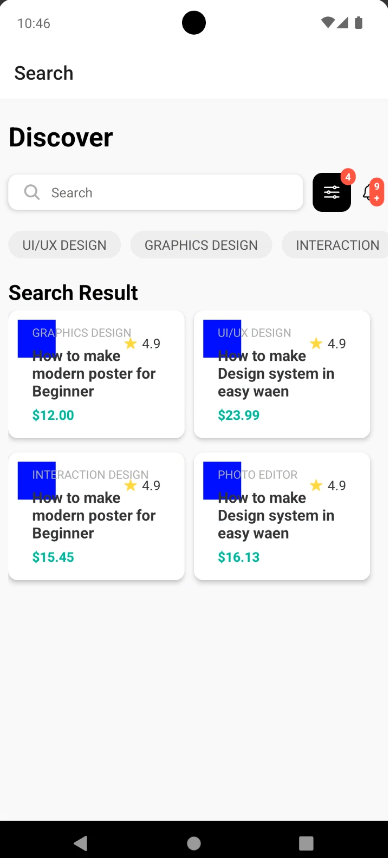 10:46
Search
Discover
Search
4
9
+
UI/UX DESIGN
GRAPHICS DESIGN
INTERACTION
Search Result
GRAPHICS DESIGN
4.9
How to make
modern poster for
Beginner
$12.00
UI/UX DESIGN
4.9
How to make
Design system in
easy waen
$23.99
INTERACTION DESIGN
4.9
How to make
modern poster for
Beginner
$15.45
PHOTO EDITOR
4.9
How to make
Design system in
easy waen
$16.13